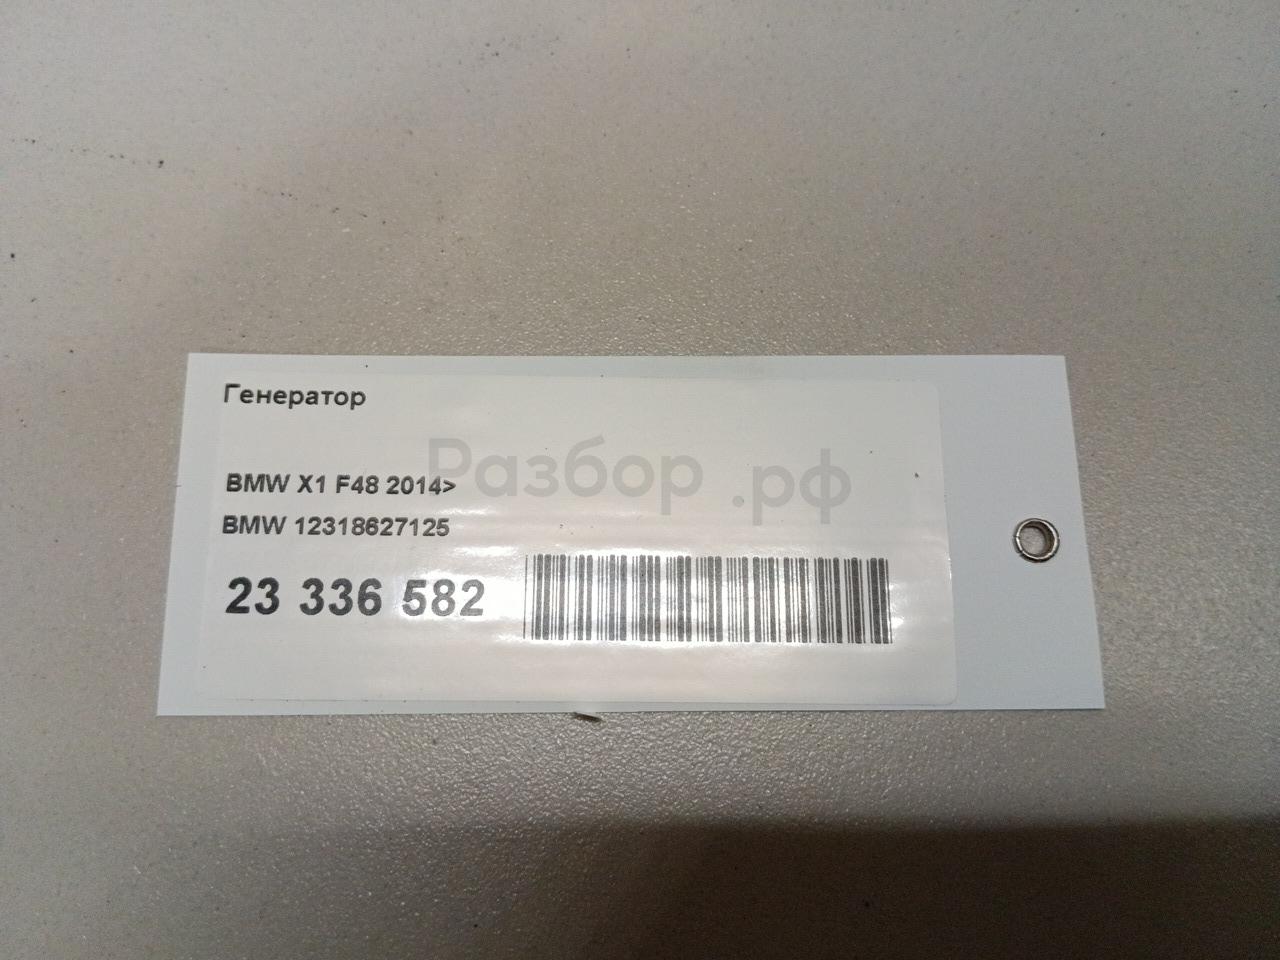 Генератор
Разбор.рф
BMW X1 F48 2014>
BMW 12318627125
23 336 582